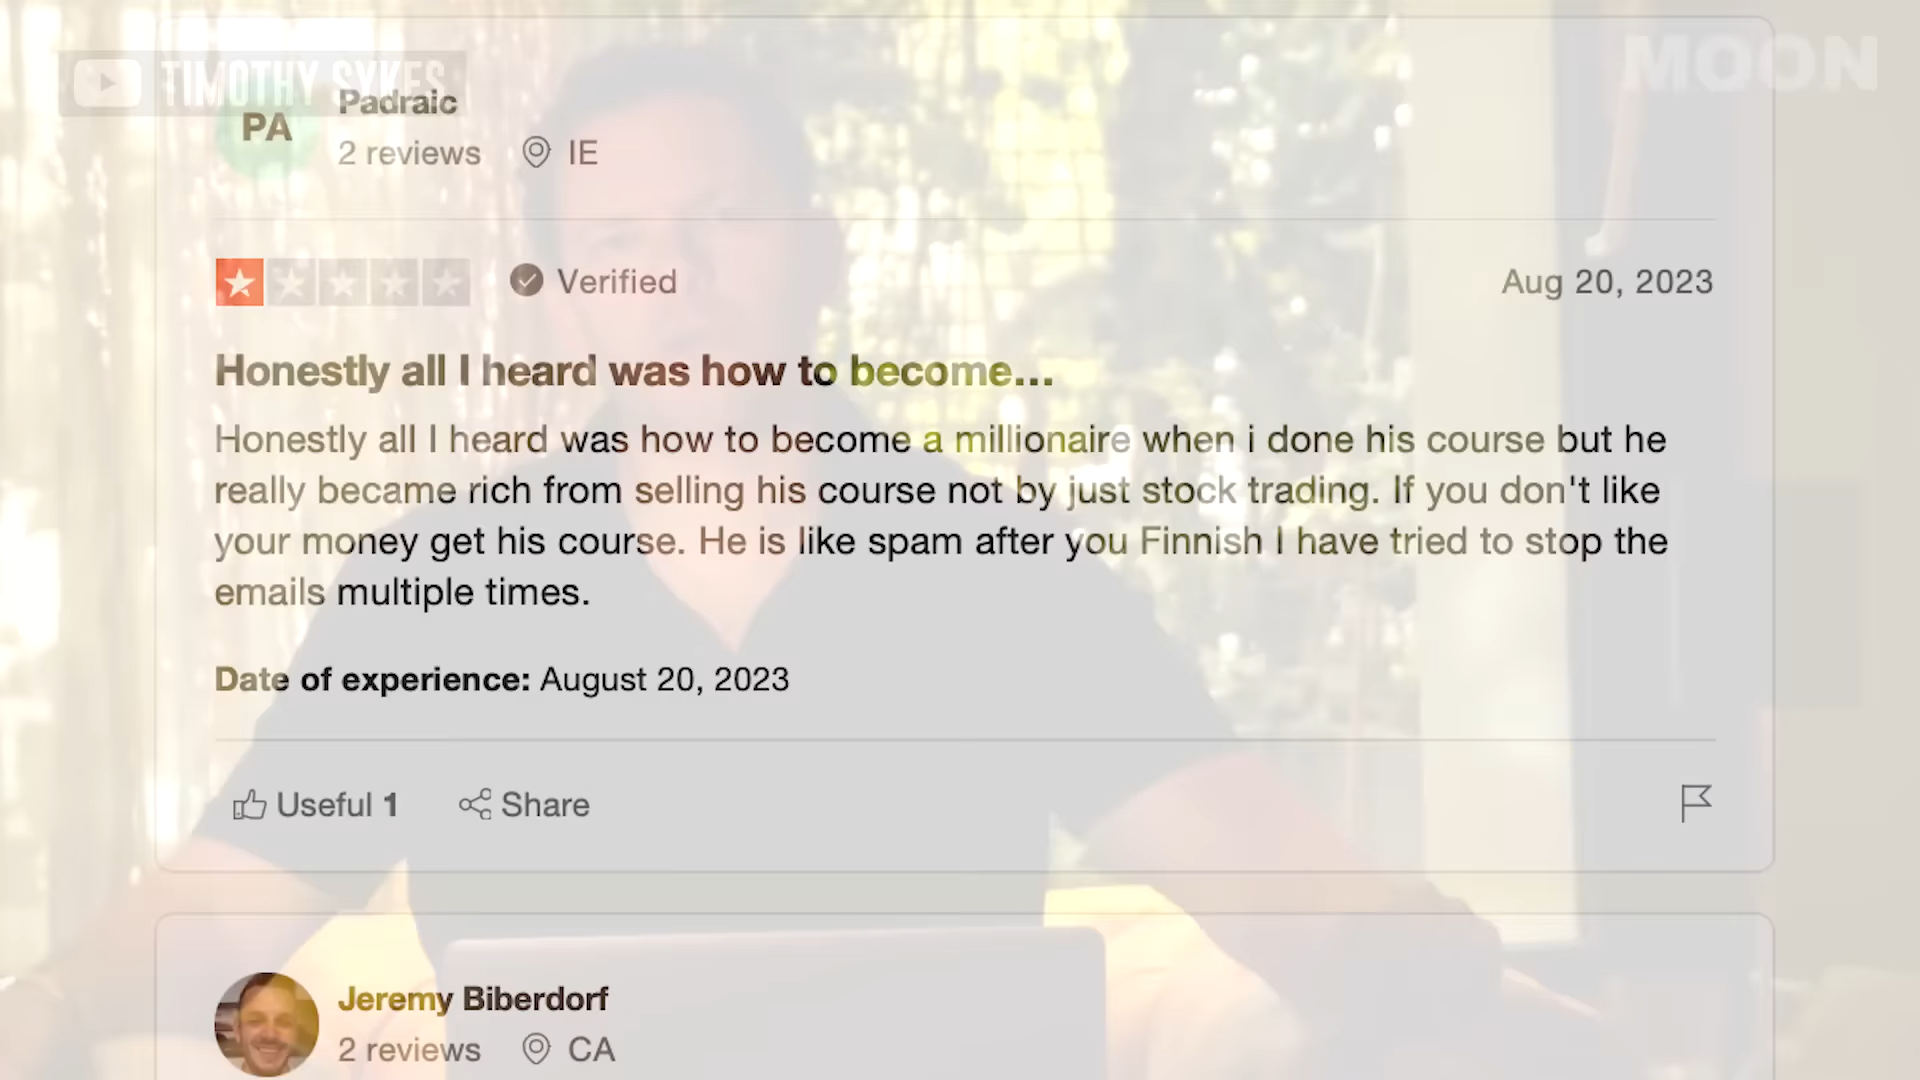 TIMOTHY SYKES
MOON
PA
Padraic
2 reviews IE
Verified
Aug 20, 2023
Honestly all I heard was how to become...
Honestly all I heard was how to become a millionaire when i done his course but he
really became rich from selling his course not by just stock trading. If you don't like
your money get his course. He is like spam after you Finnish I have tried to stop the
emails multiple times.
Date of experience: August 20, 2023
Useful 1 Share
Jeremy Biberdorf
2 reviews CA